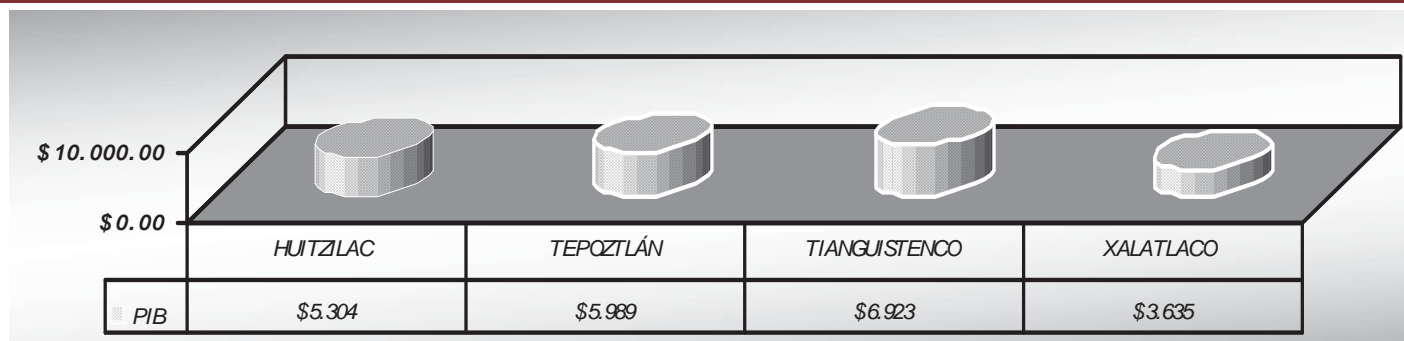 $10.000.00
$0.00
HUITZILAC TEPOZTLÁN TIANGUISTENCO XALATLACO
PIB $5.304 $5.989 $6.923 $3.635